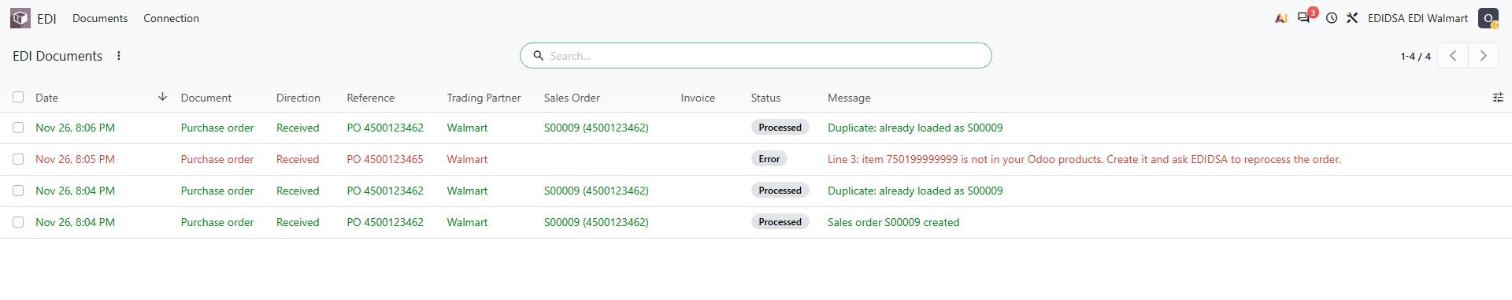 EDI Documents Connection 3 EDIDSA EDI Walmart O
EDI Documents Search... 1-4 / 4
Date Document Direction Reference Trading Partner Sales Order Invoice Status Message
Nov 26, 8:06 PM Purchase order Received PO 4500123462 Walmart S00009 (4500123462) Processed Duplicate: already loaded as S00009
Nov 26, 8:05 PM Purchase order Received PO 4500123465 Walmart Error Line 3: item 750199999999 is not in your Odoo products. Create it and ask EDIDSA to reprocess the order.
Nov 26, 8:04 PM Purchase order Received PO 4500123462 Walmart S00009 (4500123462) Processed Duplicate: already loaded as S00009
Nov 26, 8:04 PM Purchase order Received PO 4500123462 Walmart S00009 (4500123462) Processed Sales order S00009 created